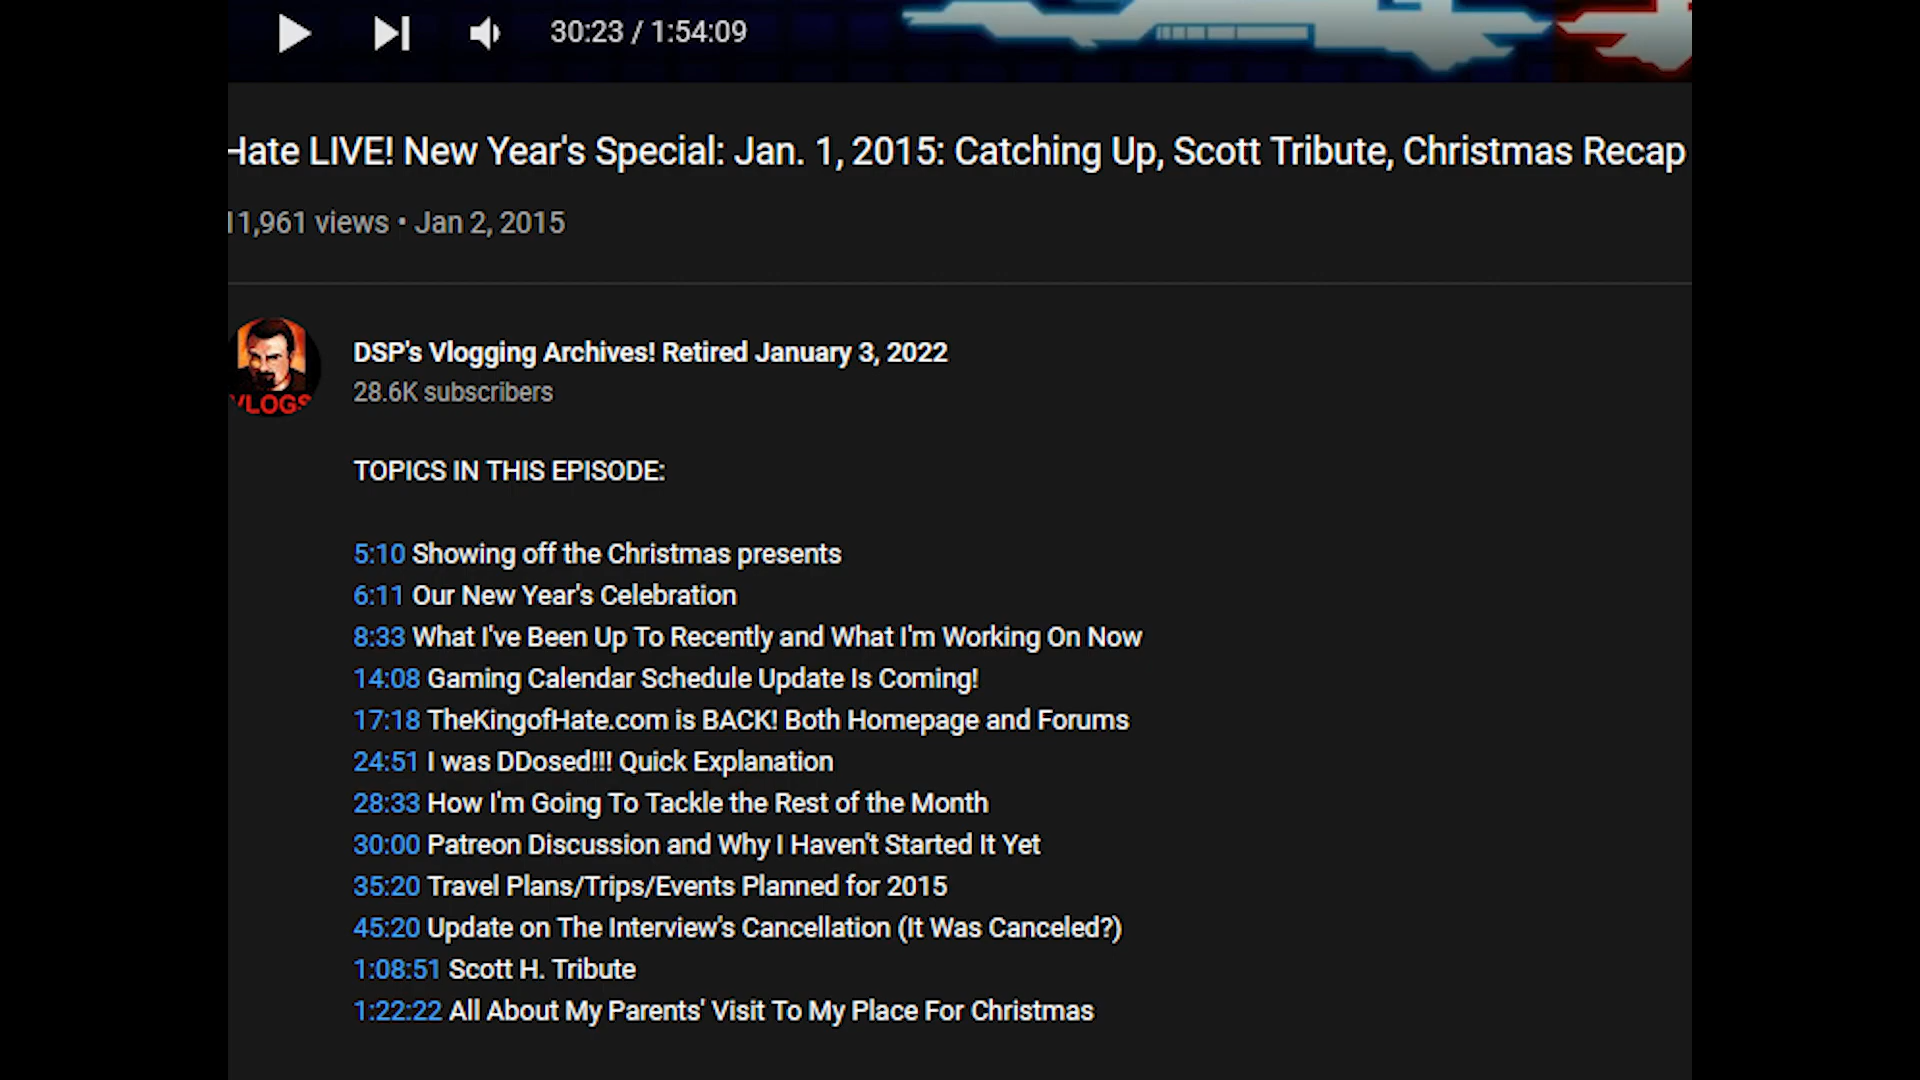 30:23 / 1:54:09
Hate LIVE! New Year's Special: Jan. 1, 2015: Catching Up, Scott Tribute, Christmas Recap
11,961 views • Jan 2, 2015
VLOGS
DSP's Vlogging Archives! Retired January 3, 2022
28.6K subscribers
TOPICS IN THIS EPISODE:
5:10 Showing off the Christmas presents
6:11 Our New Year's Celebration
8:33 What I've Been Up To Recently and What I'm Working On Now
14:08 Gaming Calendar Schedule Update Is Coming!
17:18 TheKingofHate.com is BACK! Both Homepage and Forums
24:51 I was DDosed!!! Quick Explanation
28:33 How I'm Going To Tackle the Rest of the Month
30:00 Patreon Discussion and Why I Haven't Started It Yet
35:20 Travel Plans/Trips/Events Planned for 2015
45:20 Update on The Interview's Cancellation (It Was Canceled?)
1:08:51 Scott H. Tribute
1:22:22 All About My Parents' Visit To My Place For Christmas